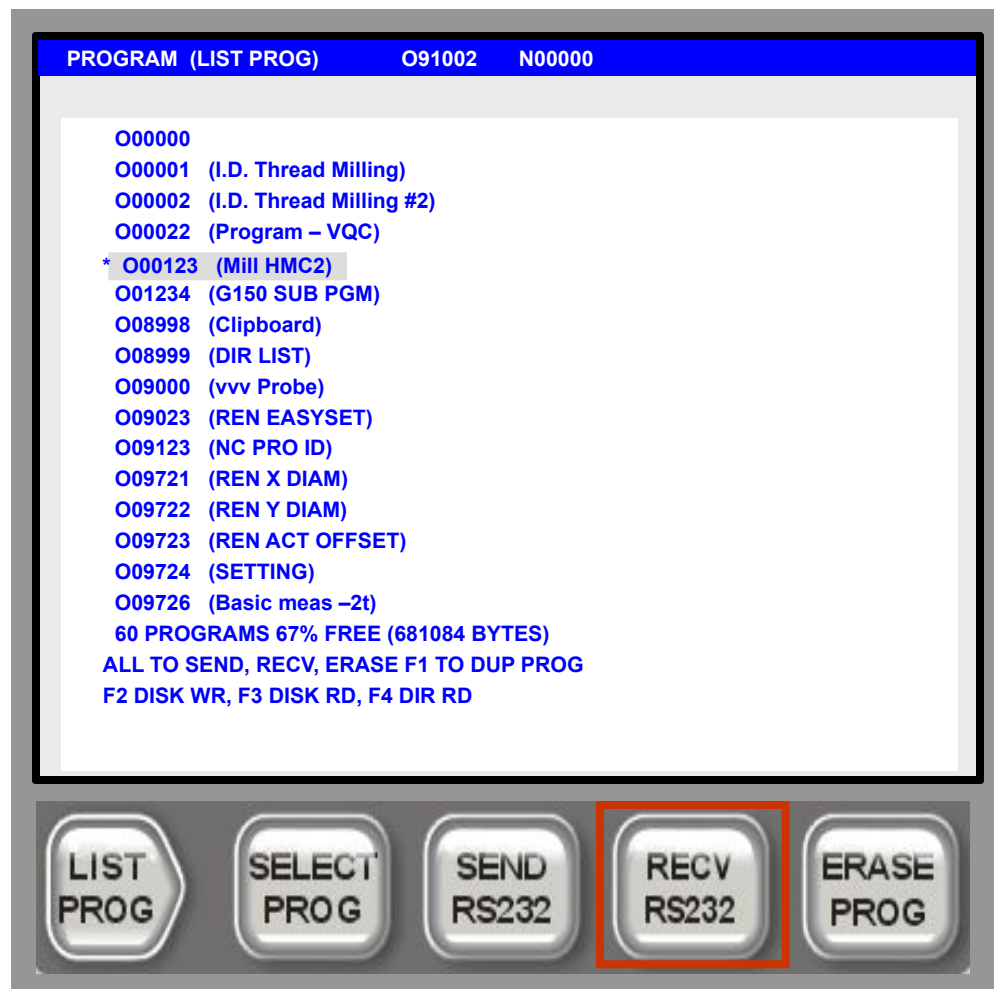 PROGRAM (LIST PROG) O91002 N00000
O00000
O00001 (I.D. Thread Milling)
O00002 (I.D. Thread Milling #2)
O00022 (Program – VQC)
* O00123 (Mill HMC2)
O01234 (G150 SUB PGM)
O08998 (Clipboard)
O08999 (DIR LIST)
O09000 (vvv Probe)
O09023 (REN EASYSET)
O09123 (NC PRO ID)
O09721 (REN X DIAM)
O09722 (REN Y DIAM)
O09723 (REN ACT OFFSET)
O09724 (SETTING)
O09726 (Basic meas –2t)
60 PROGRAMS 67% FREE (681084 BYTES)
ALL TO SEND, RECV, ERASE F1 TO DUP PROG
F2 DISK WR, F3 DISK RD, F4 DIR RD
LIST
PROG
SELECT
PROG
SEND
RS232
RECV
RS232
ERASE
PROG